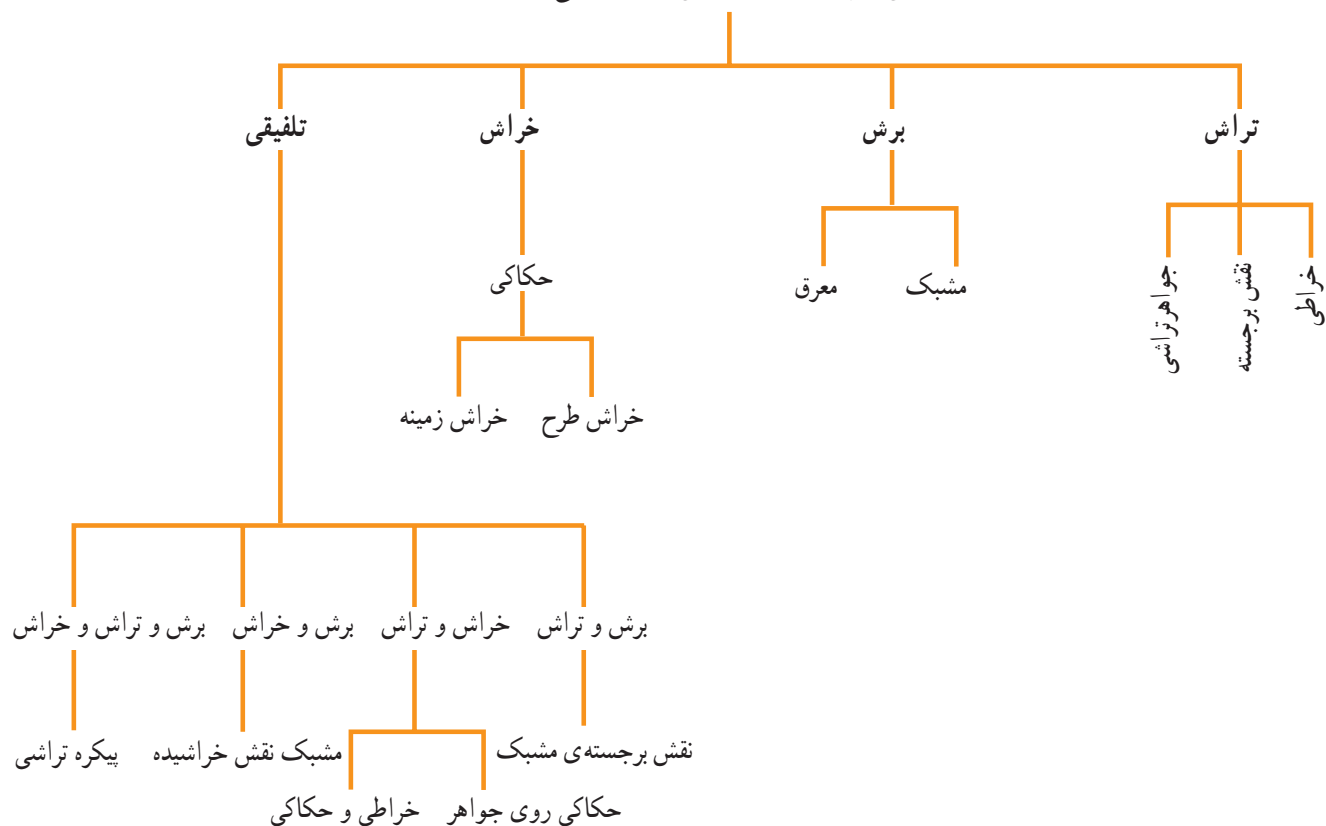 تراش
برش
خراش
تلفیقی
خراطی
نقش برجسته
جواهرتراشی
مشبک
معرق
حکاکی
خراش طرح
خراش زمینه
برش و تراش
خراش و تراش
برش و خراش
برش و تراش و خراش
نقش برجسته‌ی مشبک
مشبک نقش خراشیده
پیکره تراشی
حکاکی روی جواهر
خراطی و حکاکی